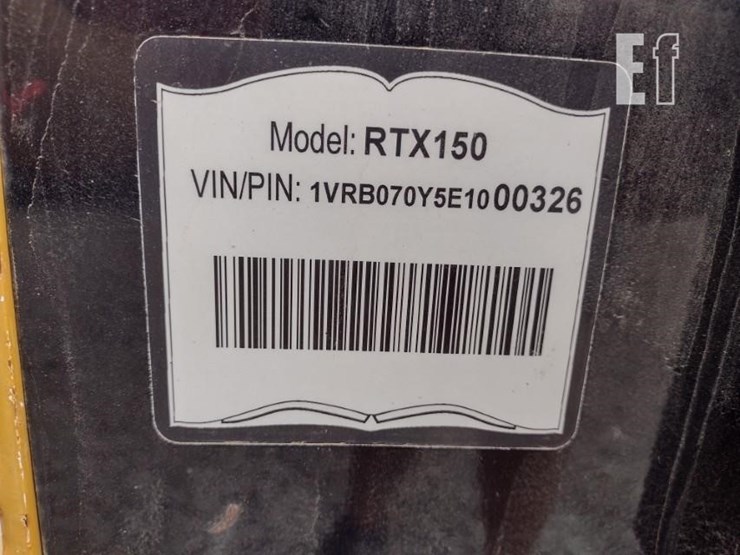 Ef
Model: RTX150
VIN/PIN: 1VRB070Y5E1000326